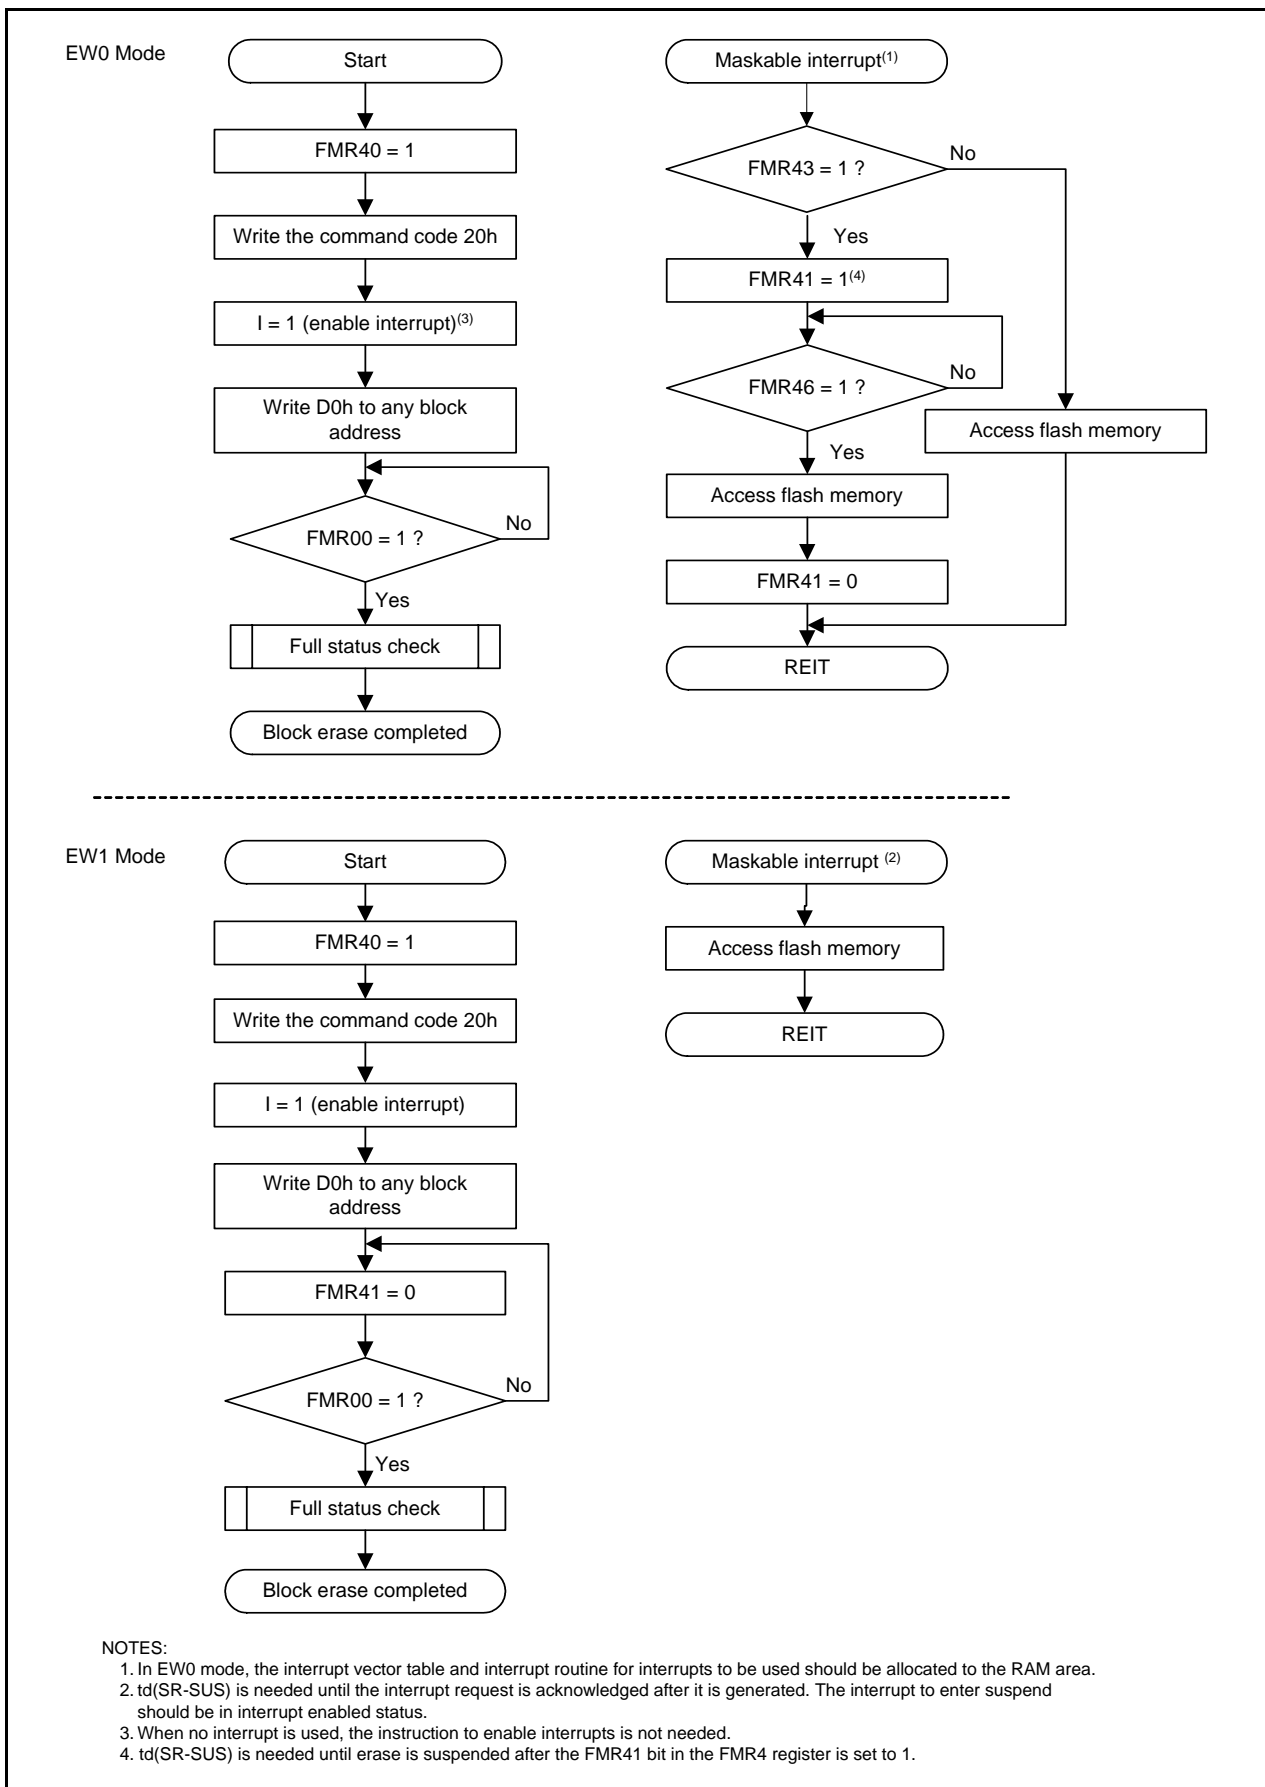 EW0 Mode
Start
FMR40 = 1
Write the command code 20h
I = 1 (enable interrupt)(3)
Write D0h to any block
address
FMR00 = 1 ?
No
Yes
Full status check
Block erase completed
Maskable interrupt(1)
FMR43 = 1 ?
No
Yes
FMR41 = 1(4)
FMR46 = 1 ?
No
Yes
Access flash memory
Access flash memory
FMR41 = 0
REIT
EW1 Mode
Start
FMR40 = 1
Write the command code 20h
I = 1 (enable interrupt)
Write D0h to any block
address
FMR41 = 0
FMR00 = 1 ?
No
Yes
Full status check
Block erase completed
Maskable interrupt (2)
Access flash memory
REIT
NOTES:
1. In EW0 mode, the interrupt vector table and interrupt routine for interrupts to be used should be allocated to the RAM area.
2. td(SR-SUS) is needed until the interrupt request is acknowledged after it is generated. The interrupt to enter suspend
should be in interrupt enabled status.
3. When no interrupt is used, the instruction to enable interrupts is not needed.
4. td(SR-SUS) is needed until erase is suspended after the FMR41 bit in the FMR4 register is set to 1.